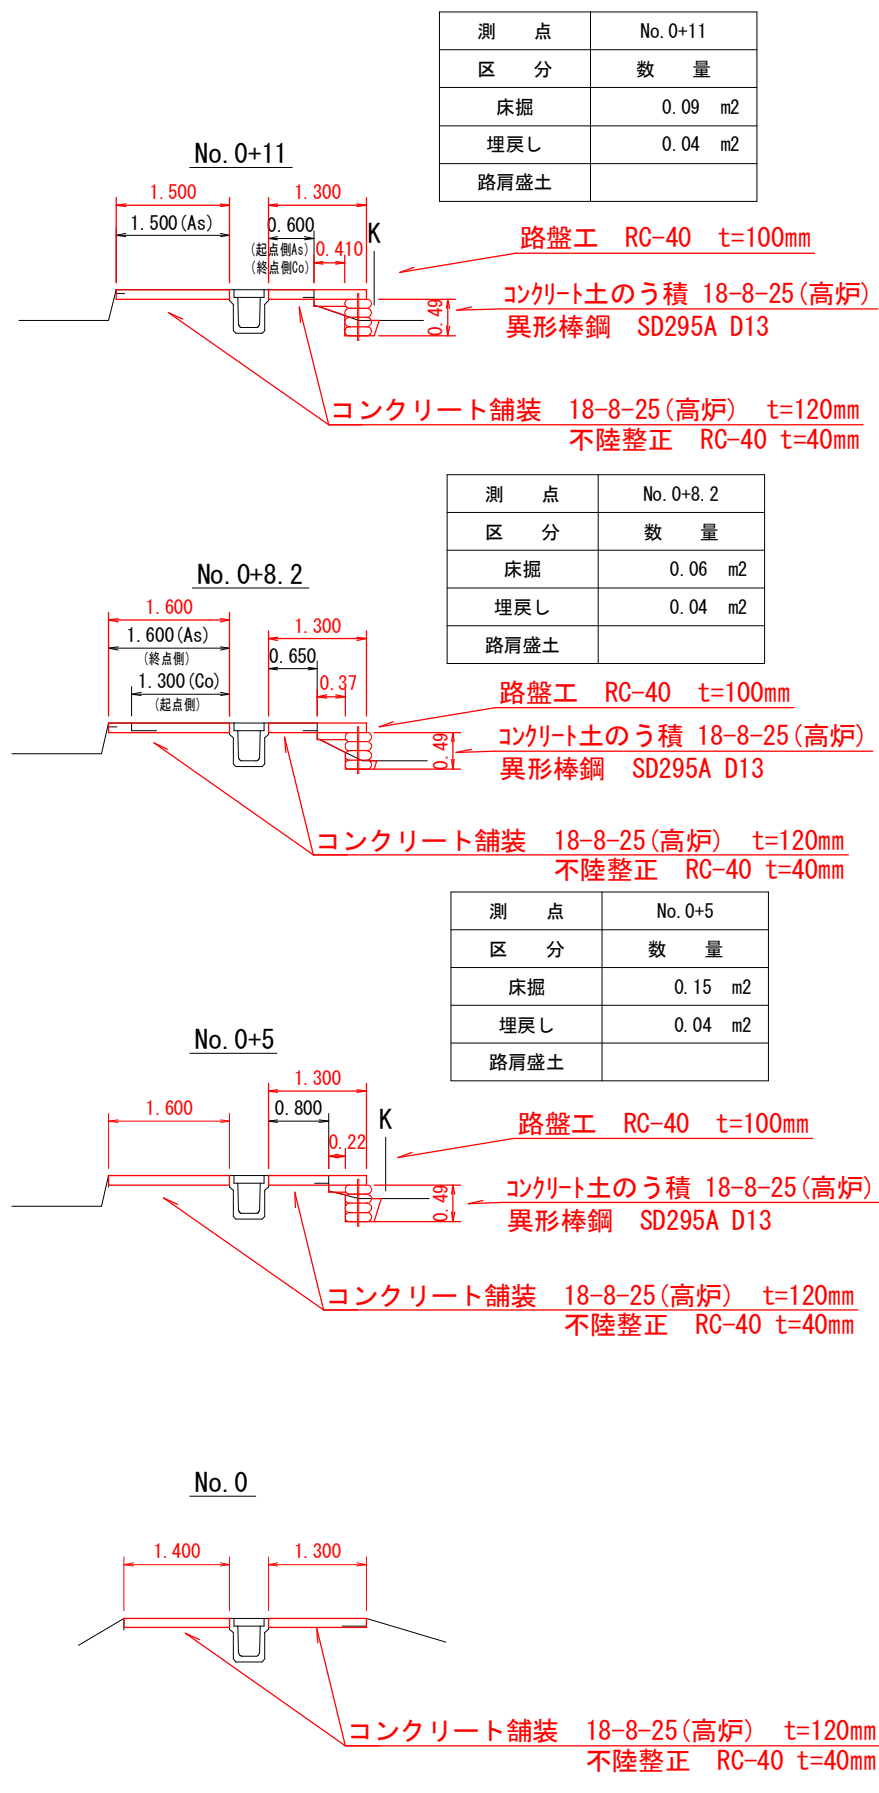 測　点　No.0+11
区　分　数　量
床掘　0.09　m2
埋戻し　0.04　m2
路肩盛土
No.0+11
1.500　1.300
1.500(As)　0.600　K
(起点側As)　0.410
(終点側Co)
路盤工　RC-40　t=100mm
0.49
コンクリート土のう積 18-8-25(高炉)
異形棒鋼　SD295A D13
コンクリート舗装　18-8-25(高炉)　t=120mm
不陸整正　RC-40 t=40mm
測　点　No.0+8.2
区　分　数　量
床掘　0.06　m2
埋戻し　0.04　m2
路肩盛土
No.0+8.2
1.600　1.300
1.600(As)　0.650
(終点側)
1.300(Co)　0.37
(起点側)
路盤工　RC-40　t=100mm
0.49
コンクリート土のう積 18-8-25(高炉)
異形棒鋼　SD295A D13
コンクリート舗装　18-8-25(高炉)　t=120mm
不陸整正　RC-40 t=40mm
測　点　No.0+5
区　分　数　量
床掘　0.15　m2
埋戻し　0.04　m2
路肩盛土
No.0+5
1.300
1.600　0.800　K
0.22
路盤工　RC-40　t=100mm
0.49
コンクリート土のう積 18-8-25(高炉)
異形棒鋼　SD295A D13
コンクリート舗装　18-8-25(高炉)　t=120mm
不陸整正　RC-40 t=40mm
No.0
1.400　1.300
コンクリート舗装　18-8-25(高炉)　t=120mm
不陸整正　RC-40 t=40mm